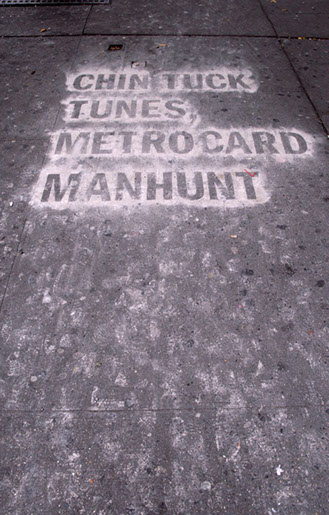 CHIN TUCK
TUNES,
METROCARD
MANHUNT